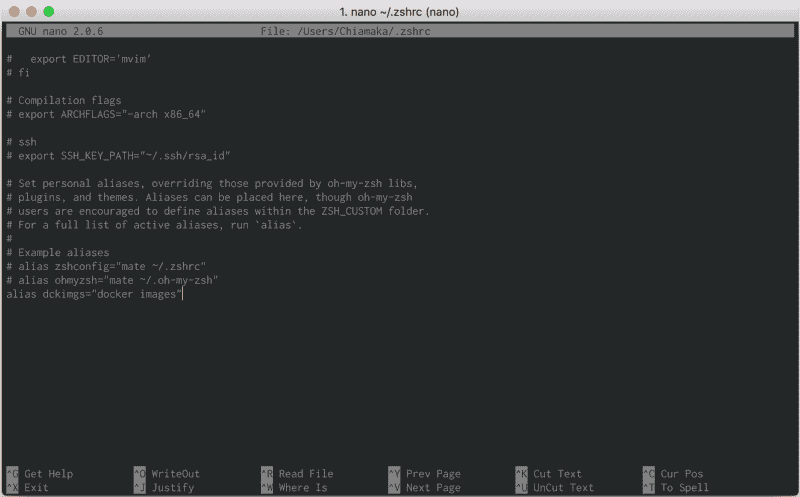 1. nano ~/.zshrc (nano)
GNU nano 2.0.6 File: /Users/Chiamaka/.zshrc
#   export EDITOR='mvim'
# fi
# Compilation flags
# export ARCHFLAGS="-arch x86_64"
# ssh
# export SSH_KEY_PATH="~/.ssh/rsa_id"
# Set personal aliases, overriding those provided by oh-my-zsh libs,
# plugins, and themes. Aliases can be placed here, though oh-my-zsh
# users are encouraged to define aliases within the ZSH_CUSTOM folder.
# For a full list of active aliases, run `alias`.
#
# Example aliases
# alias zshconfig="mate ~/.zshrc"
# alias ohmyzsh="mate ~/.oh-my-zsh"
alias dckimgs="docker images"
^G Get Help ^O WriteOut ^R Read File ^Y Prev Page ^K Cut Text ^C Cur Pos
^X Exit ^J Justify ^W Where Is ^V Next Page ^U UnCut Text ^T To Spell